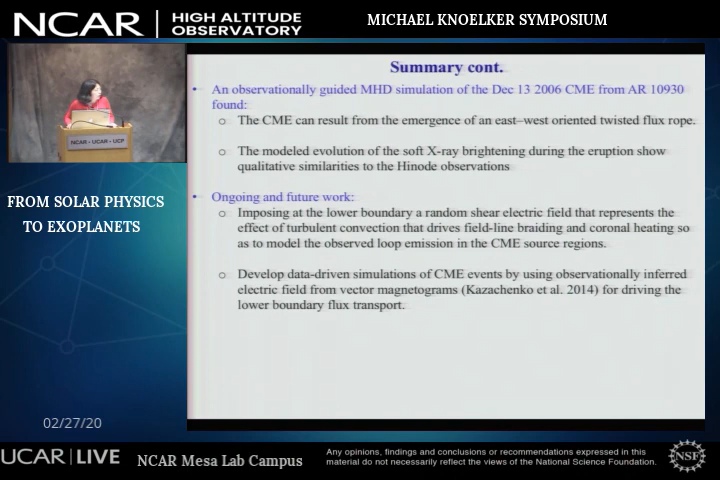 NCAR
HIGH ALTITUDE
OBSERVATORY
MICHAEL KNOELKER SYMPOSIUM
Summary cont.
• An observationally guided MHD simulation of the Dec 13 2006 CME from AR 10930
found:
o The CME can result from the emergence of an east–west oriented twisted flux rope.
o The modeled evolution of the soft X-ray brightening during the eruption show
qualitative similarities to the Hinode observations
• Ongoing and future work:
o Imposing at the lower boundary a random shear electric field that represents the
effect of turbulent convection that drives field-line braiding and coronal heating so
as to model the observed loop emission in the CME source regions.
o Develop data-driven simulations of CME events by using observationally inferred
electric field from vector magnetograms (Kazachenko et al. 2014) for driving the
lower boundary flux transport.
NCAR • UCAR • UCP
FROM SOLAR PHYSICS
TO EXOPLANETS
02/27/20
UCAR | LIVE
NCAR Mesa Lab Campus
Any opinions, findings and conclusions or recommendations expressed in this
material do not necessarily reflect the views of the National Science Foundation.
NSF